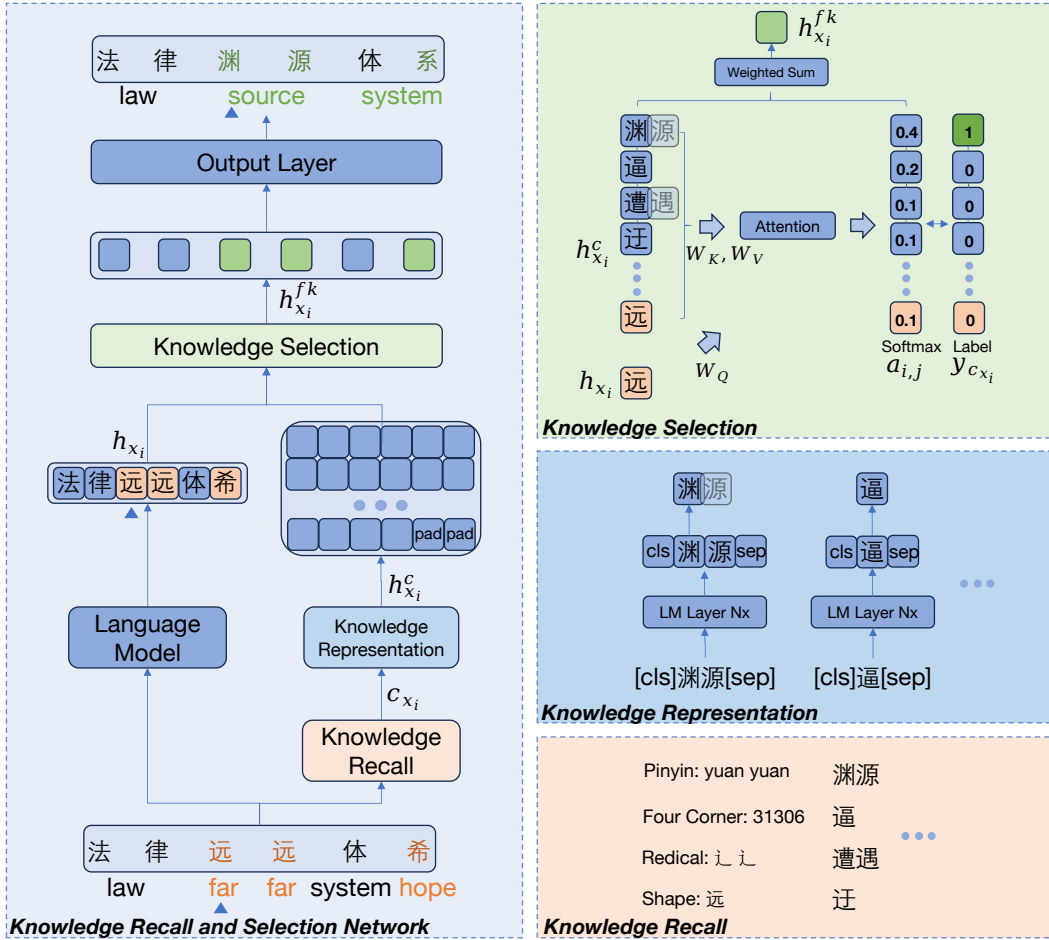 法 律 渊 源 体 系
law source system
Output Layer
h_{x_i}^{fk}
Knowledge Selection
h_{x_i}
法 律 远 远 体 希
pad pad
h_{x_i}^{c}
Language Model
Knowledge Representation
c_{x_i}
Knowledge Recall
法 律 远 远 体 希
law far far system hope
Knowledge Recall and Selection Network
h_{x_i}^{fk}
Weighted Sum
渊 源 0.4 1
逼 0.2 0
遭 遇 0.1 0
迂 0.1 0
h_{x_i}^{c}
W_K, W_V
Attention
远 0.1 0
Softmax Label
a_{i,j} y_{c_{x_i}}
W_Q
h_{x_i} 远
Knowledge Selection
渊 源 逼
cls 渊 源 sep cls 逼 sep
LM Layer Nx LM Layer Nx
[cls]渊源[sep] [cls]逼[sep]
Knowledge Representation
Pinyin: yuan yuan 渊源
Four Corner: 31306 逼
Redical: 辶 辶 遭遇
Shape: 远 迂
Knowledge Recall